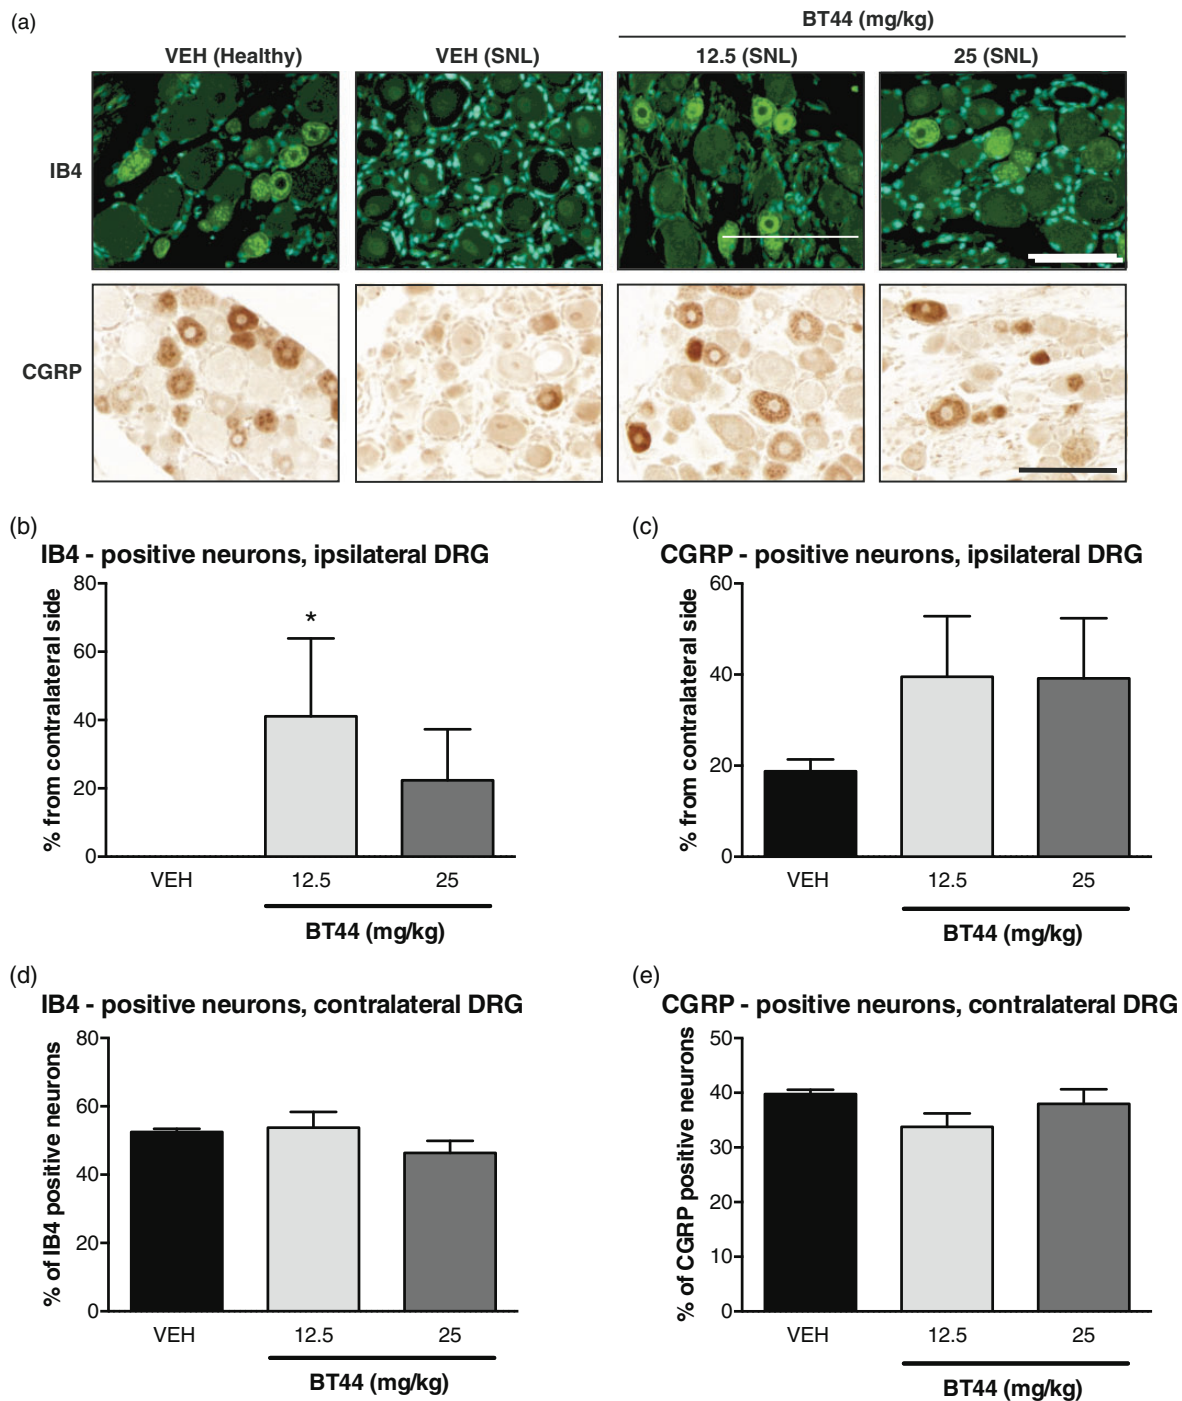 (a)
BT44 (mg/kg)
VEH (Healthy) VEH (SNL) 12.5 (SNL) 25 (SNL)
IB4
CGRP
(b)
IB4 - positive neurons, ipsilateral DRG
% from contralateral side
80
60
40
20
0
*
VEH 12.5 25
BT44 (mg/kg)
(c)
CGRP - positive neurons, ipsilateral DRG
% from contralateral side
60
40
20
0
VEH 12.5 25
BT44 (mg/kg)
(d)
IB4 - positive neurons, contralateral DRG
% of IB4 positive neurons
80
60
40
20
0
VEH 12.5 25
BT44 (mg/kg)
(e)
CGRP - positive neurons, contralateral DRG
% of CGRP positive neurons
50
40
30
20
10
0
VEH 12.5 25
BT44 (mg/kg)